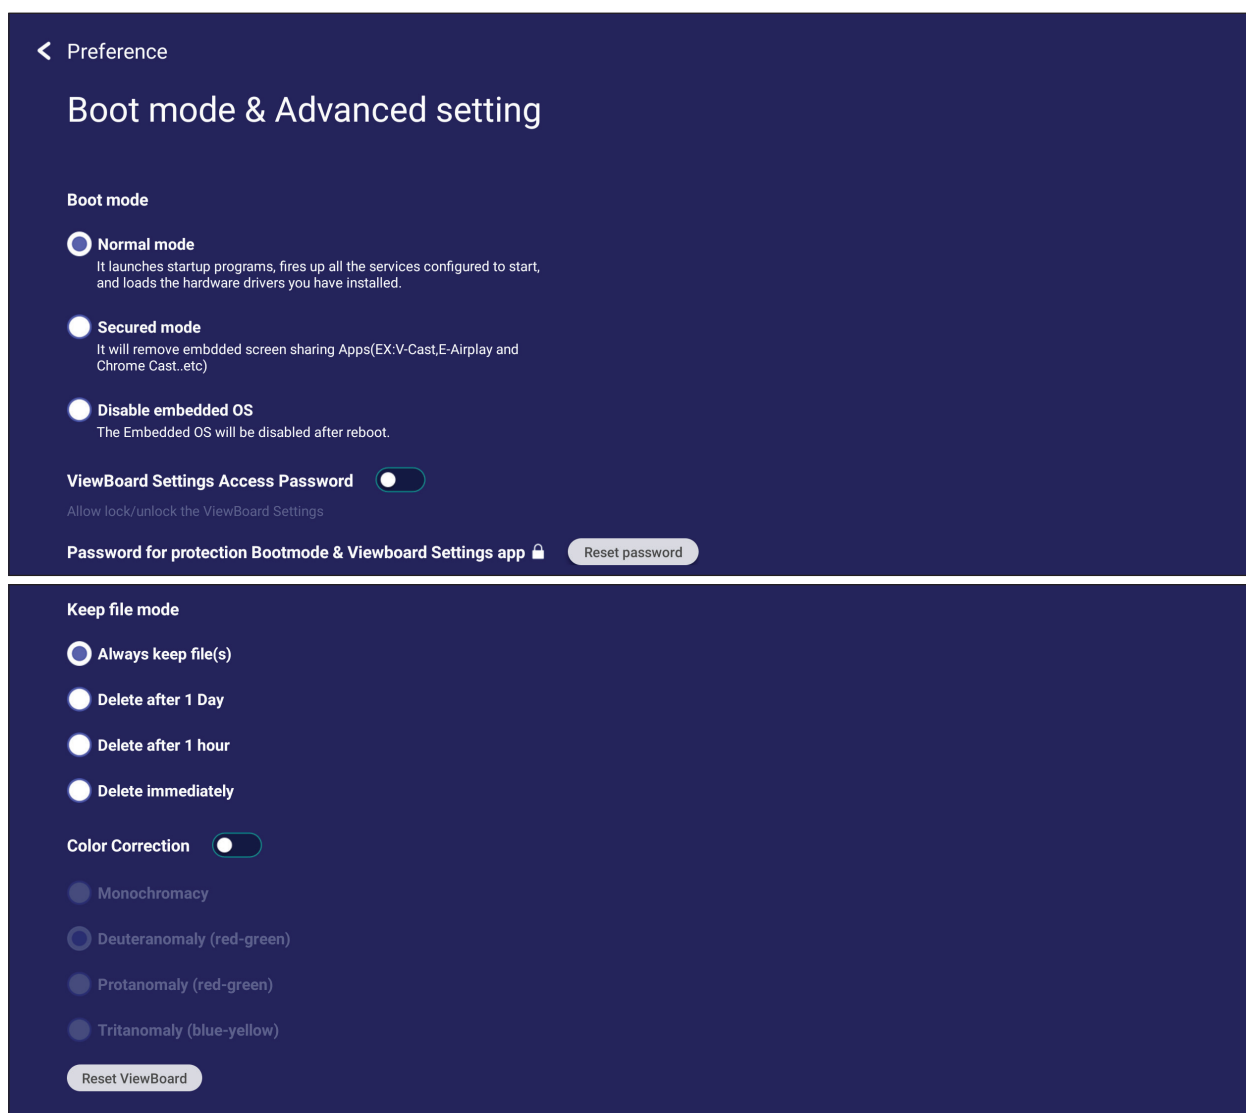 Preference
Boot mode & Advanced setting
Boot mode
Normal mode
It launches startup programs, fires up all the services configured to start,
and loads the hardware drivers you have installed.
Secured mode
It will remove embdded screen sharing Apps(EX:V-Cast,E-Airplay and
Chrome Cast..etc)
Disable embedded OS
The Embedded OS will be disabled after reboot.
ViewBoard Settings Access Password
Allow lock/unlock the ViewBoard Settings
Password for protection Bootmode & Viewboard Settings app Reset password
Keep file mode
Always keep file(s)
Delete after 1 Day
Delete after 1 hour
Delete immediately
Color Correction
Monochromacy
Deuteranomaly (red-green)
Protanomaly (red-green)
Tritanomaly (blue-yellow)
Reset ViewBoard